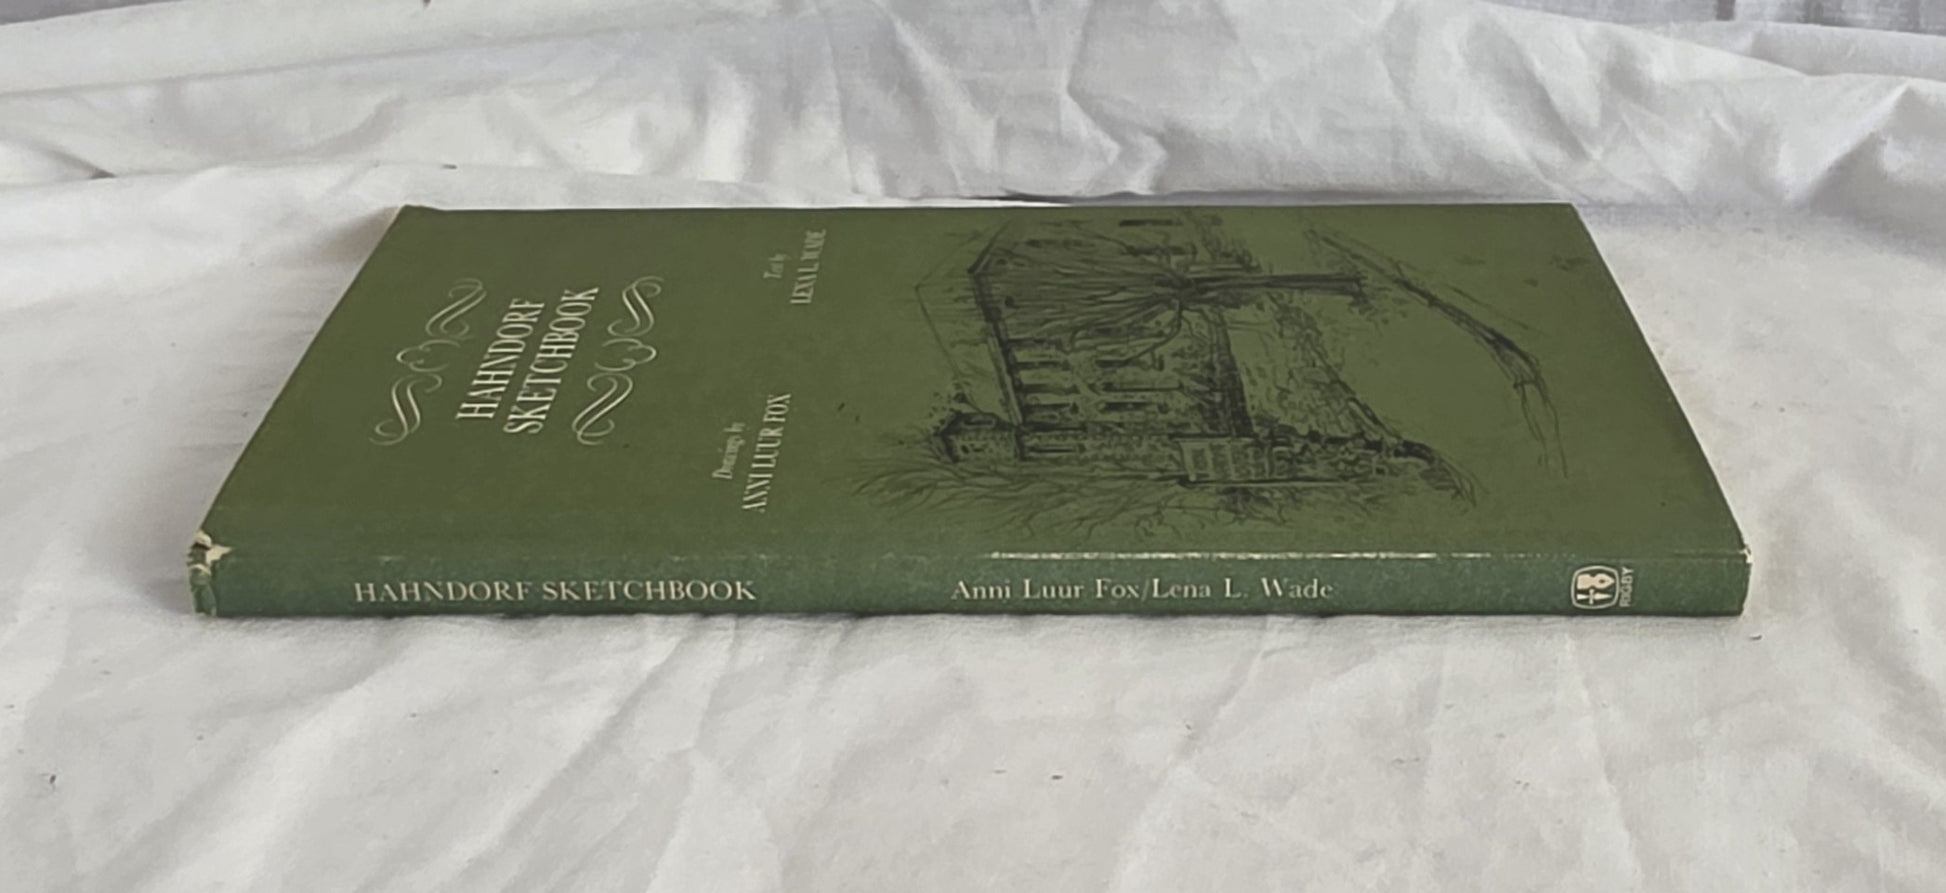 HAHNDORF
SKETCHBOOK
Drawings by
ANNI LUUR FOX
Text by
LENA L. WADE
HAHNDORF SKETCHBOOK
Anni Luur Fox/Lena L. Wade
RIGBY